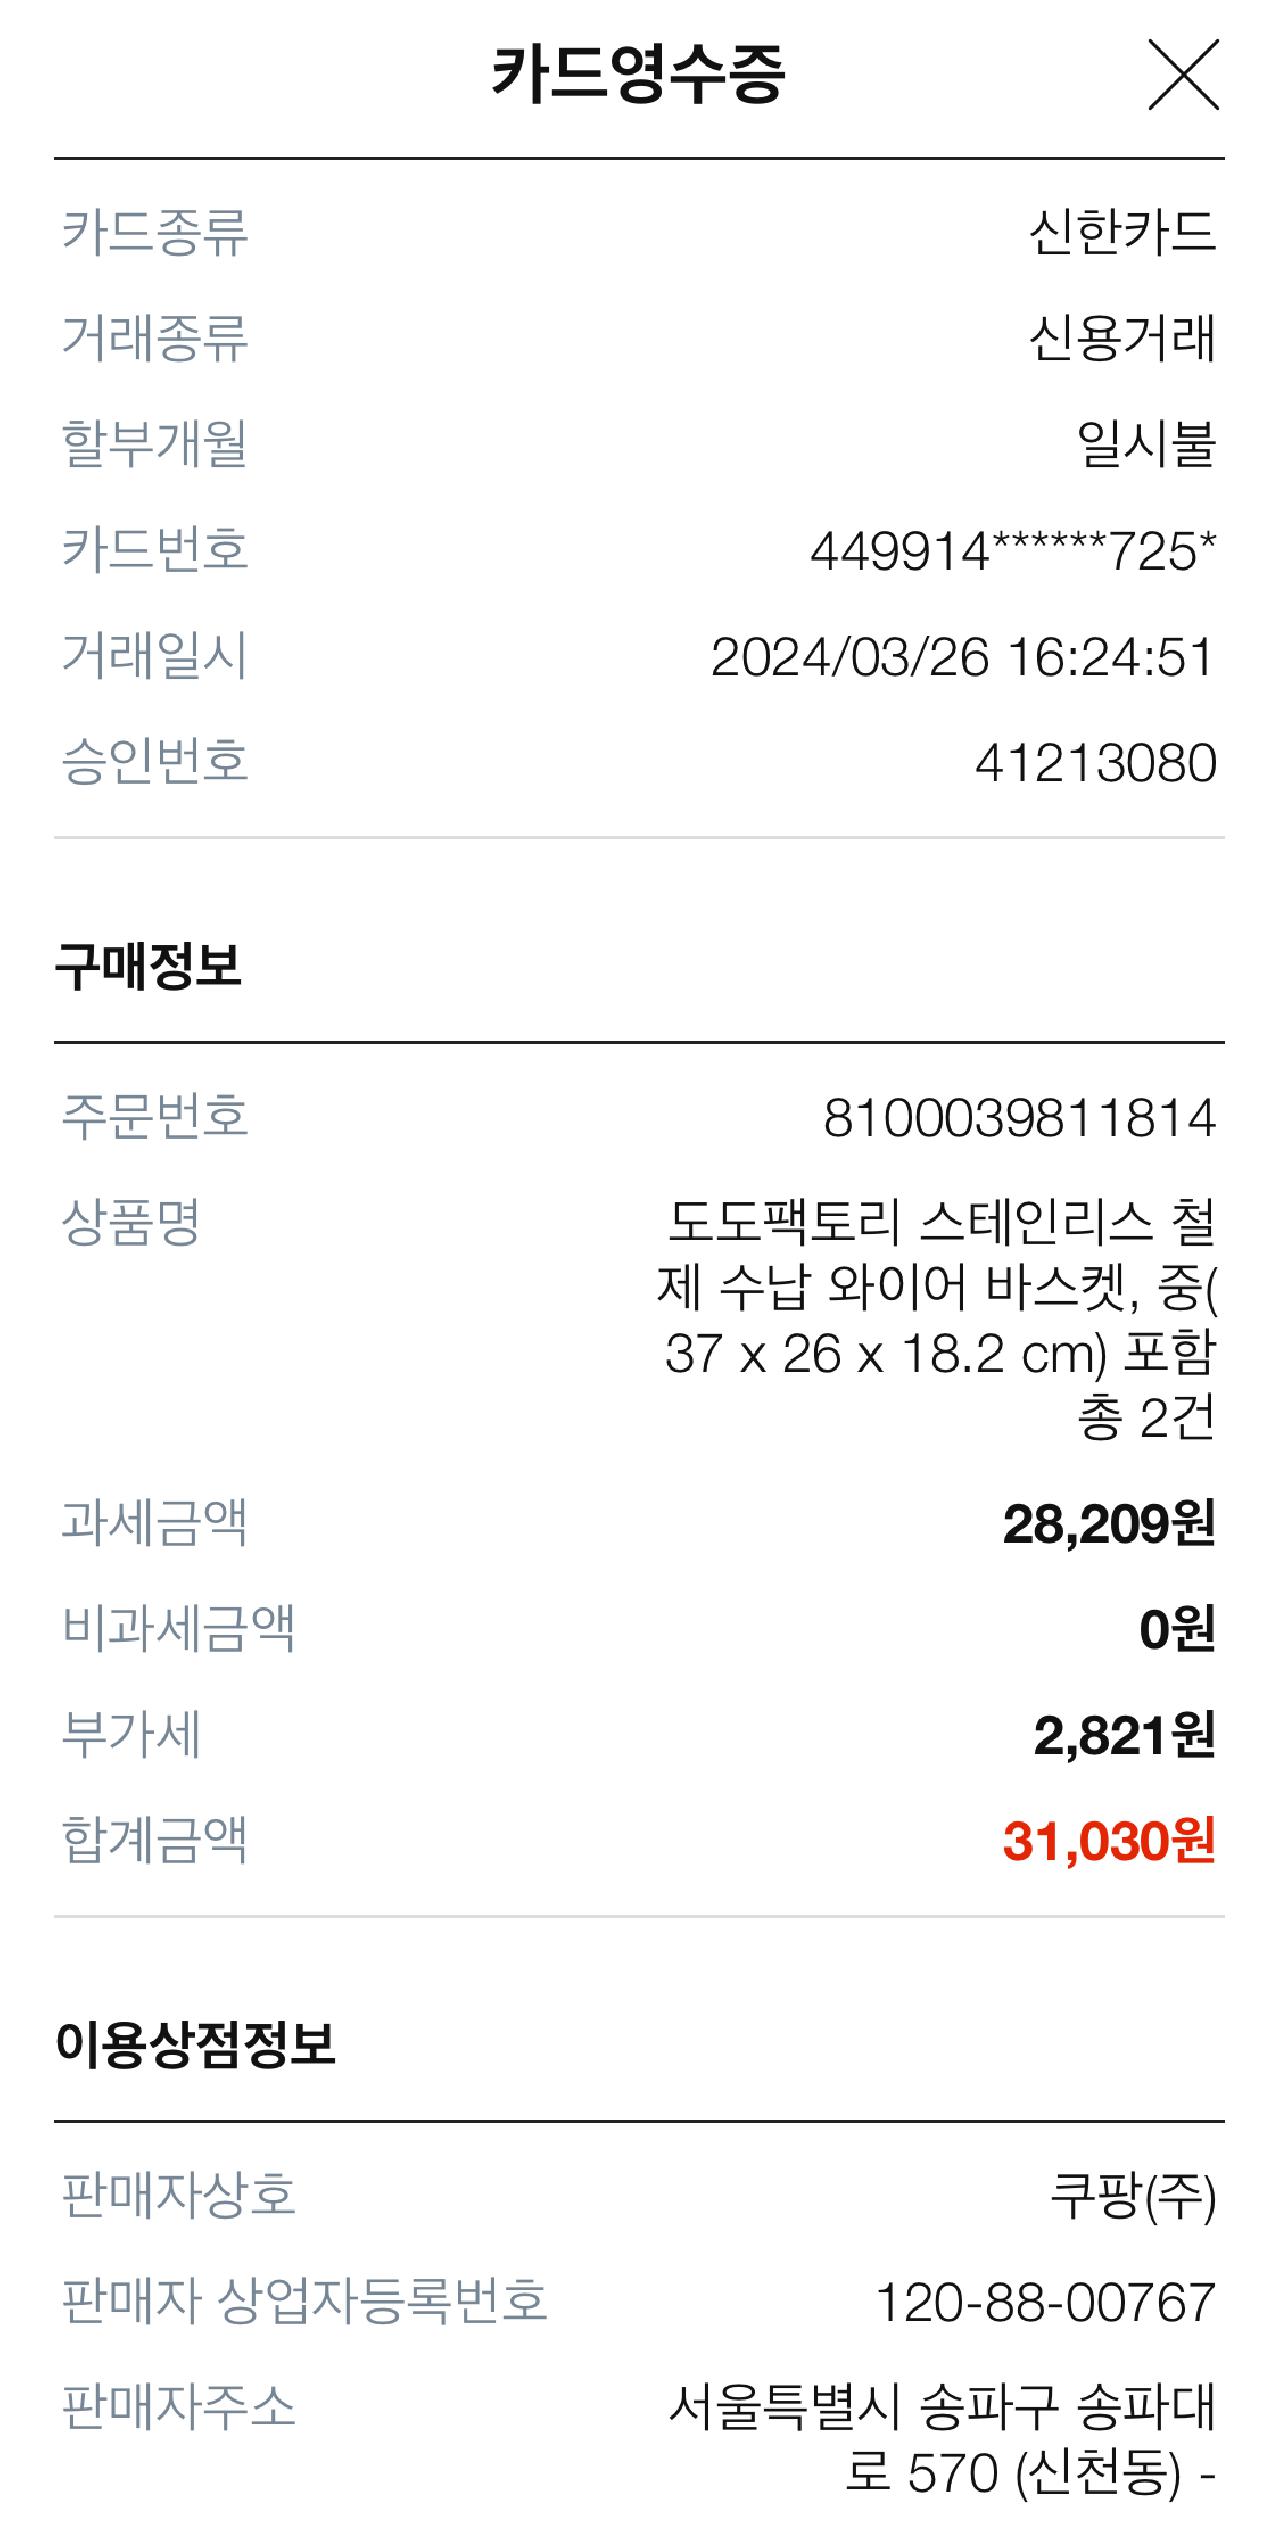 카드영수증
카드종류 신한카드
거래종류 신용거래
할부개월 일시불
카드번호 449914******725*
거래일시 2024/03/26 16:24:51
승인번호 41213080
구매정보
주문번호 8100039811814
상품명 도도팩토리 스테인리스 철
제 수납 와이어 바스켓, 중(
37 x 26 x 18.2 cm) 포함
총 2건
과세금액 28,209원
비과세금액 0원
부가세 2,821원
합계금액 31,030원
이용상점정보
판매자상호 쿠팡(주)
판매자 상업자등록번호 120-88-00767
판매자주소 서울특별시 송파구 송파대
로 570 (신천동) -